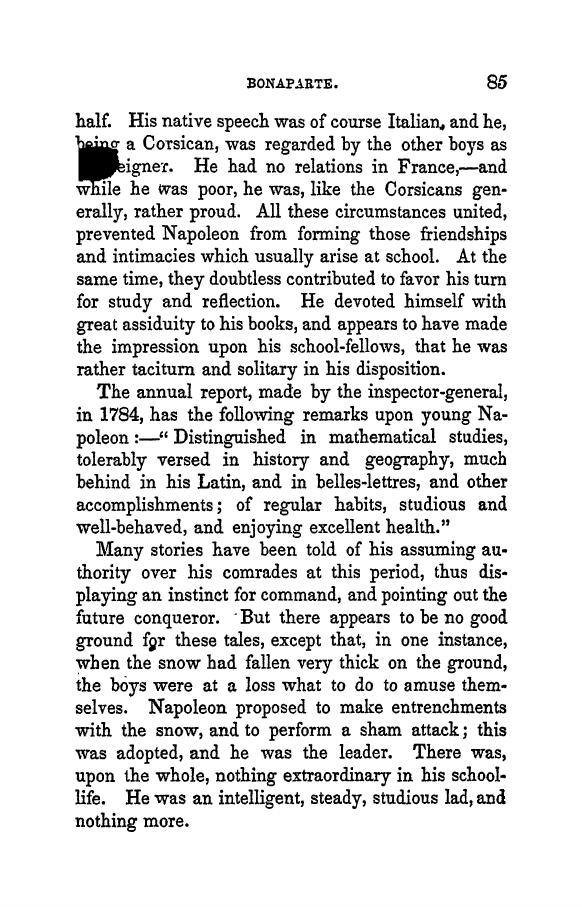 BONAPARTE. 85
half. His native speech was of course Italian, and he,
being a Corsican, was regarded by the other boys as
eigner. He had no relations in France,—and
while he was poor, he was, like the Corsicans gen-
erally, rather proud. All these circumstances united,
prevented Napoleon from forming those friendships
and intimacies which usually arise at school. At the
same time, they doubtless contributed to favor his turn
for study and reflection. He devoted himself with
great assiduity to his books, and appears to have made
the impression upon his school-fellows, that he was
rather taciturn and solitary in his disposition.
The annual report, made by the inspector-general,
in 1784, has the following remarks upon young Na-
poleon :—“ Distinguished in mathematical studies,
tolerably versed in history and geography, much
behind in his Latin, and in belles-lettres, and other
accomplishments; of regular habits, studious and
well-behaved, and enjoying excellent health.”
Many stories have been told of his assuming au-
thority over his comrades at this period, thus dis-
playing an instinct for command, and pointing out the
future conqueror. But there appears to be no good
ground for these tales, except that, in one instance,
when the snow had fallen very thick on the ground,
the boys were at a loss what to do to amuse them-
selves. Napoleon proposed to make entrenchments
with the snow, and to perform a sham attack; this
was adopted, and he was the leader. There was,
upon the whole, nothing extraordinary in his school-
life. He was an intelligent, steady, studious lad, and
nothing more.